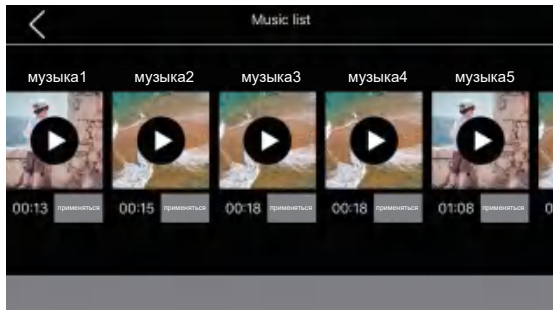 Music list
музыка1 музыка2 музыка3 музыка4 музыка5
00:13 применяться 00:15 применяться 00:18 применяться 00:18 применяться 01:08 применяться 0